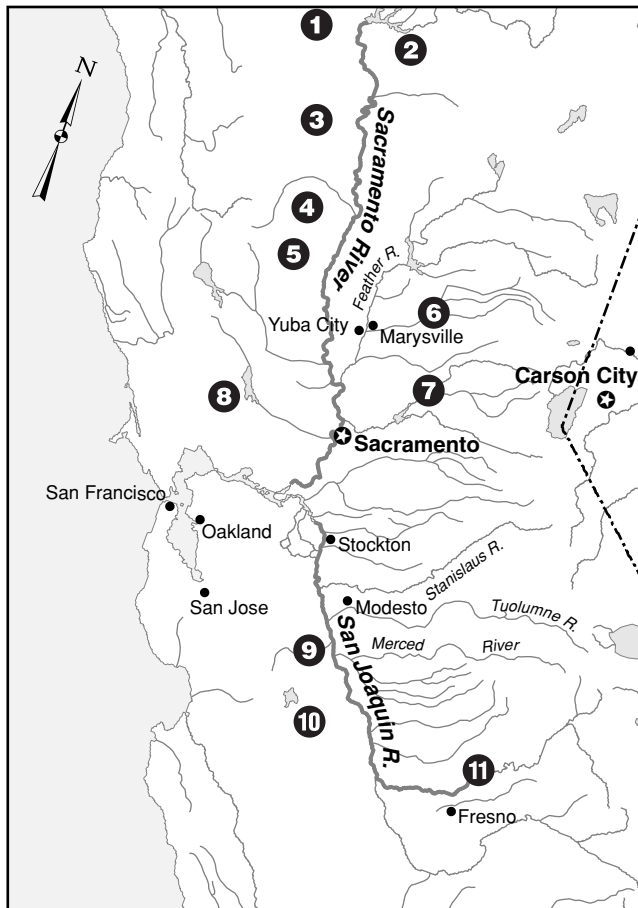 1
2
N
3
Sacramento River
4
5
Feather R.
6
Yuba City
Marysville
7
Carson City
8
Sacramento
San Francisco
Oakland
Stockton
Stanislaus R.
San Jose
Modesto
Tuolumne R.
9
Merced River
San Joaquin R.
10
11
Fresno